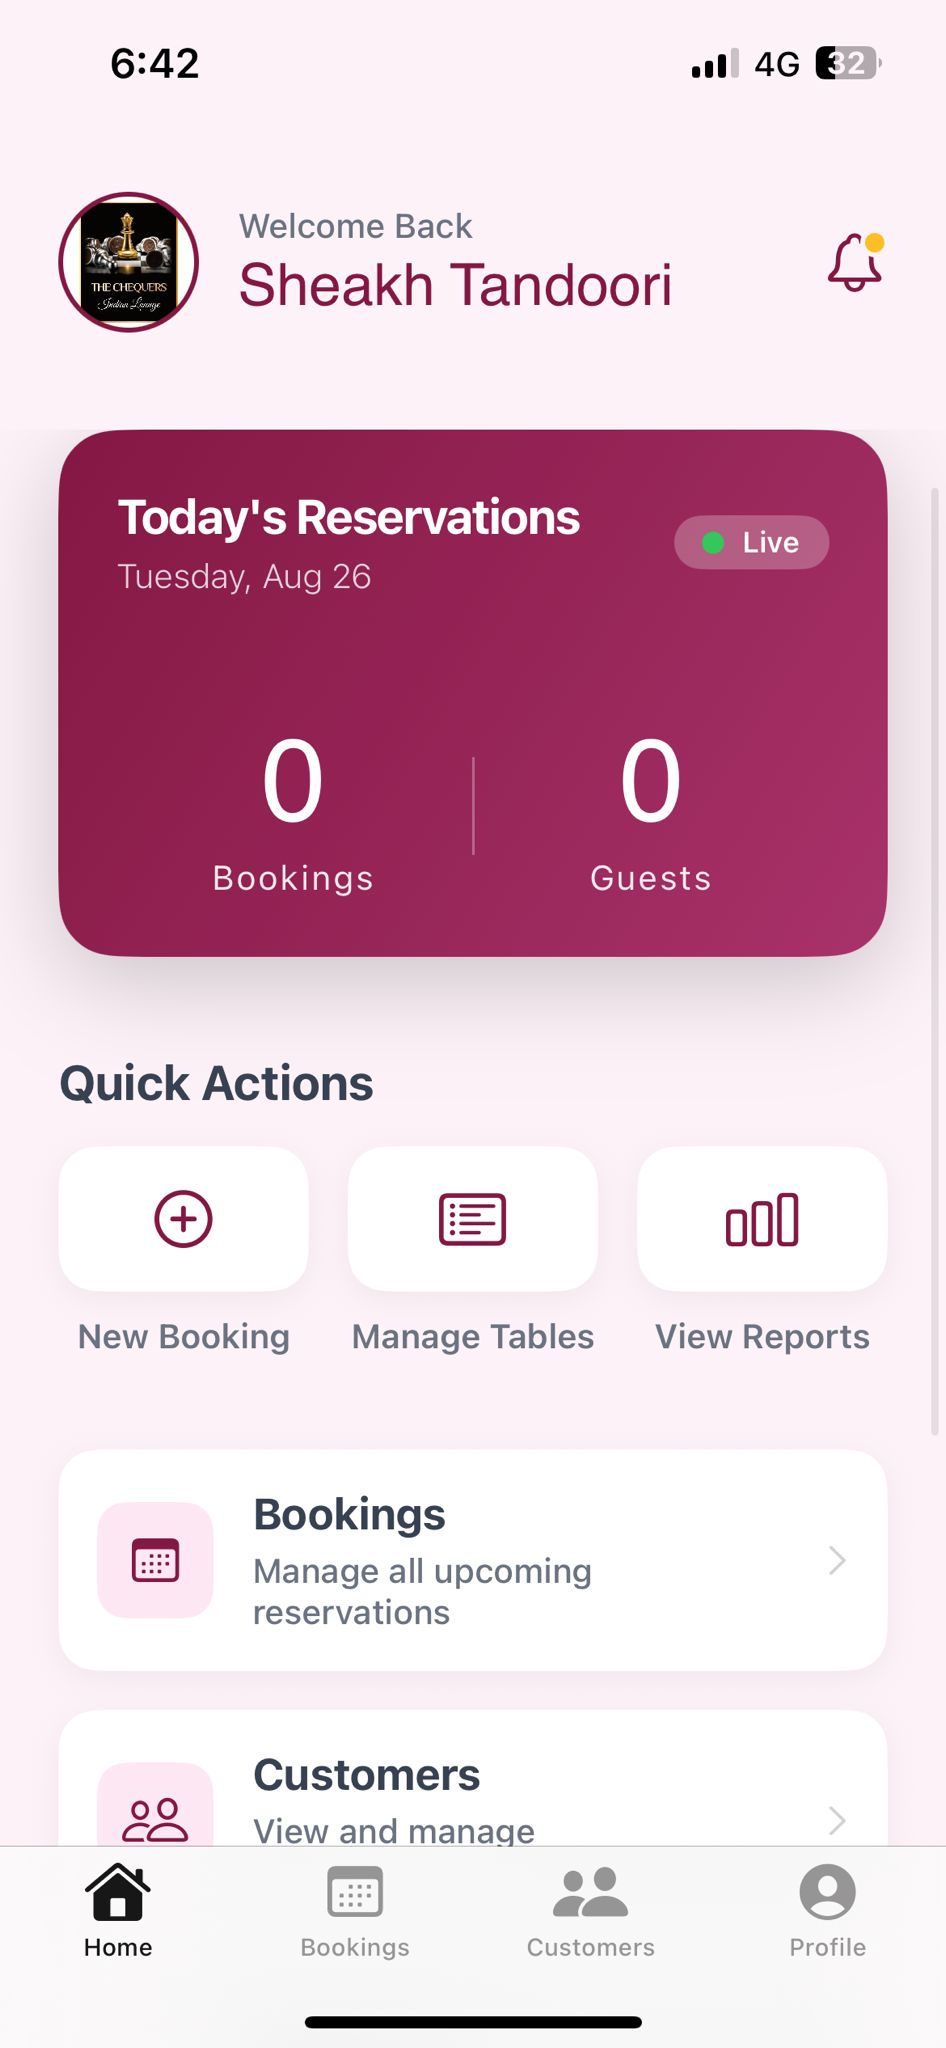 6:42
4G
32
THE CHEQUERS
Indian Lounge
Welcome Back
Sheakh Tandoori
Today's Reservations
Tuesday, Aug 26
Live
0
0
Bookings
Guests
Quick Actions
New Booking
Manage Tables
View Reports
Bookings
Manage all upcoming
reservations
Customers
View and manage
Home
Bookings
Customers
Profile